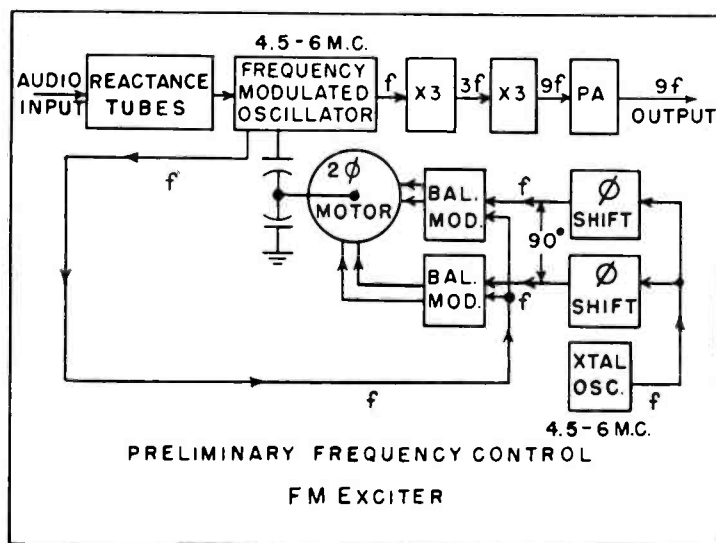 4.5-6 M.C.
AUDIO INPUT
REACTANCE TUBES
FREQUENCY MODULATED OSCILLATOR
f
X3
3f
X3
9f
PA
9f
OUTPUT
f
2Ø
MOTOR
BAL. MOD.
f
90°
Ø
SHIFT
BAL. MOD.
f
Ø
SHIFT
XTAL OSC.
f
f
4.5-6 M.C.
PRELIMINARY FREQUENCY CONTROL
FM EXCITER